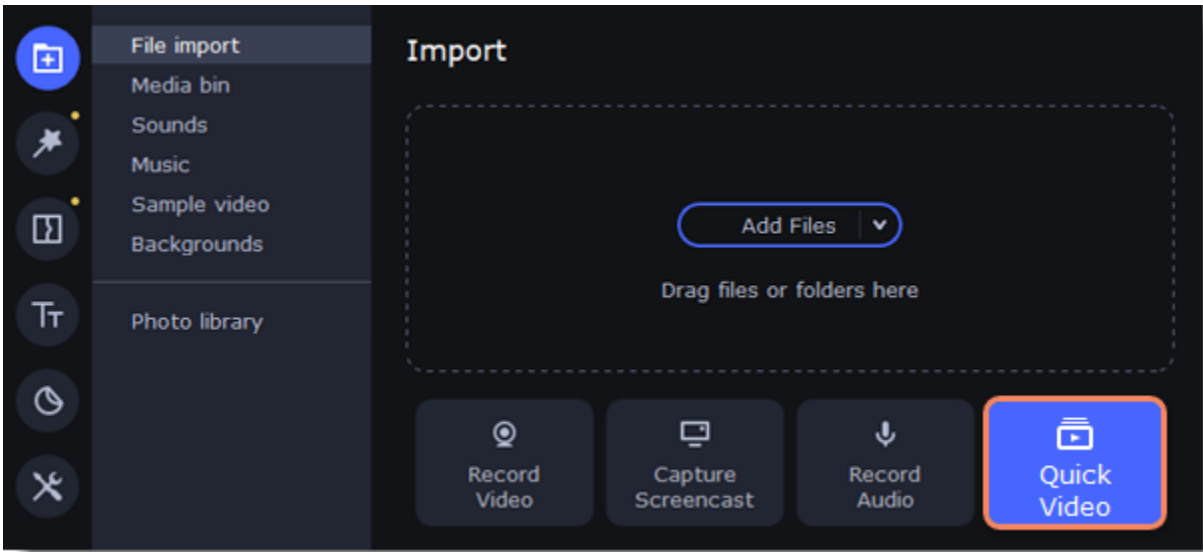 File import
Media bin
Sounds
Music
Sample video
Backgrounds
Photo library
Import
Add Files
Drag files or folders here
Record
Video
Capture
Screencast
Record
Audio
Quick
Video
TT